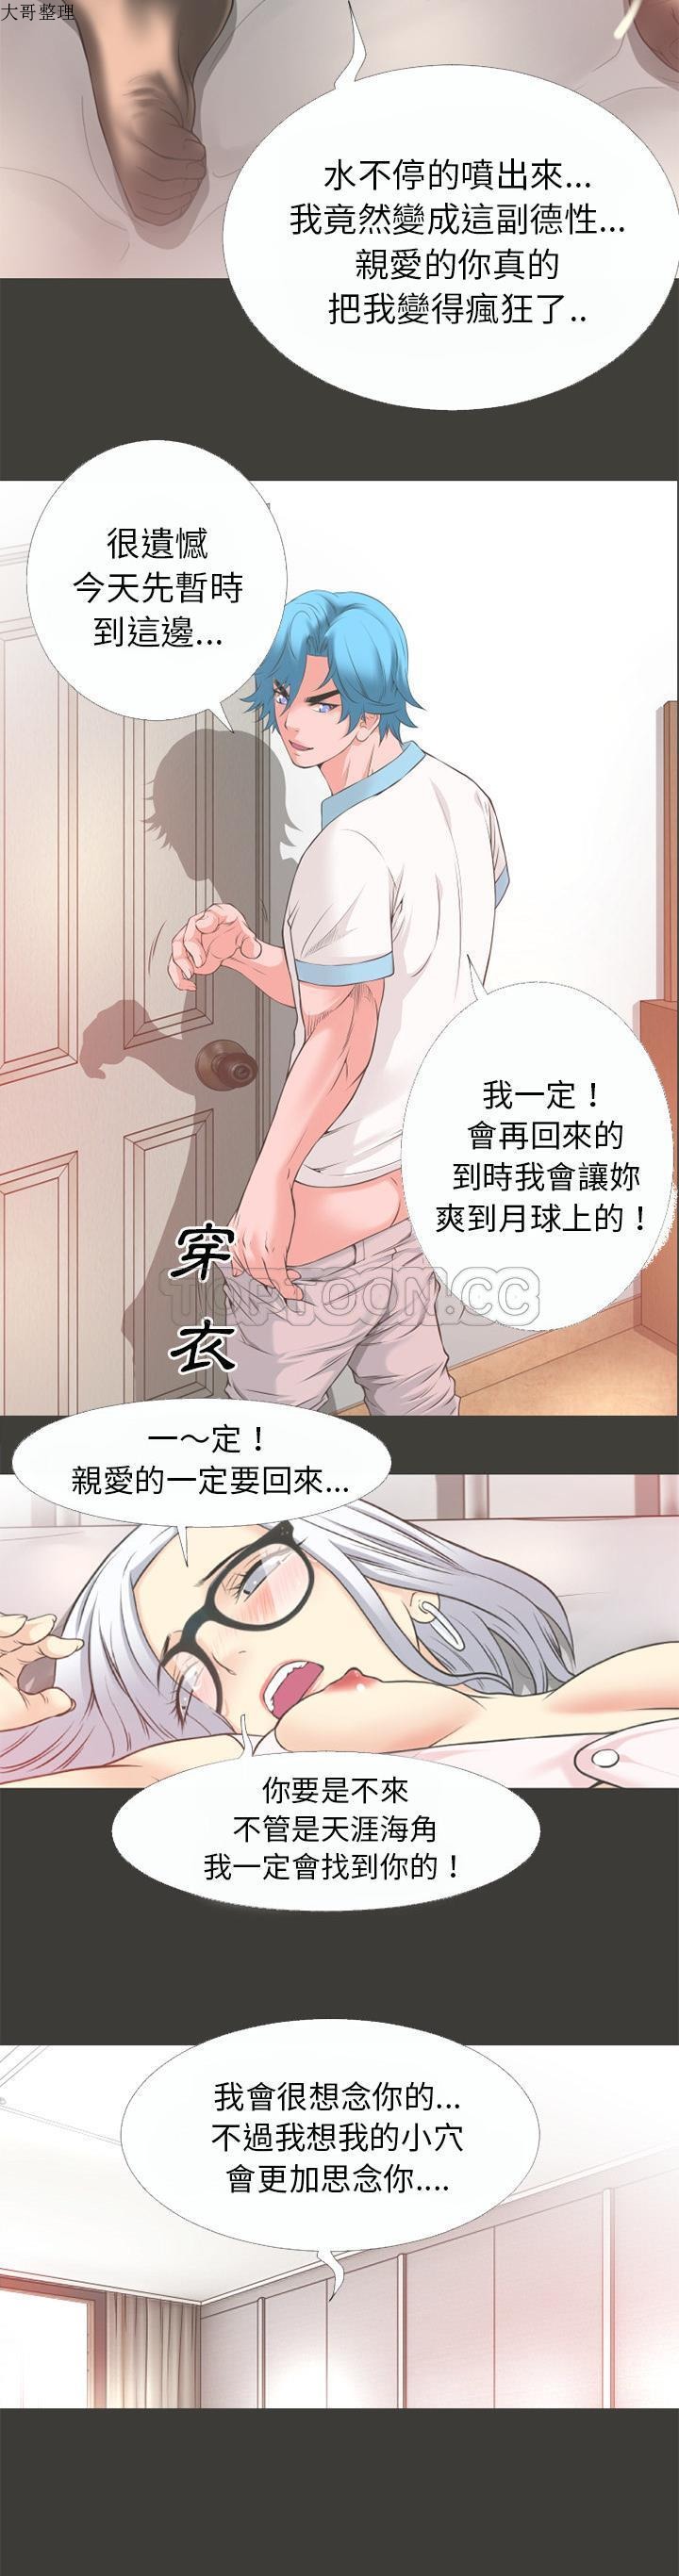 大哥整理
水不停的噴出來...
我竟然變成這副德性...
親愛的你真的
把我變得瘋狂了..
很遺憾
今天先暫時
到這邊...
我一定！
會再回來的
到時我會讓妳
爽到月球上的！
穿
衣
TOPTOON.CC
一～定！
親愛的一定要回來...
你要是不來
不管是天涯海角
我一定會找到你的！
我會很想念你的...
不過我想我的小穴
會更加思念你....